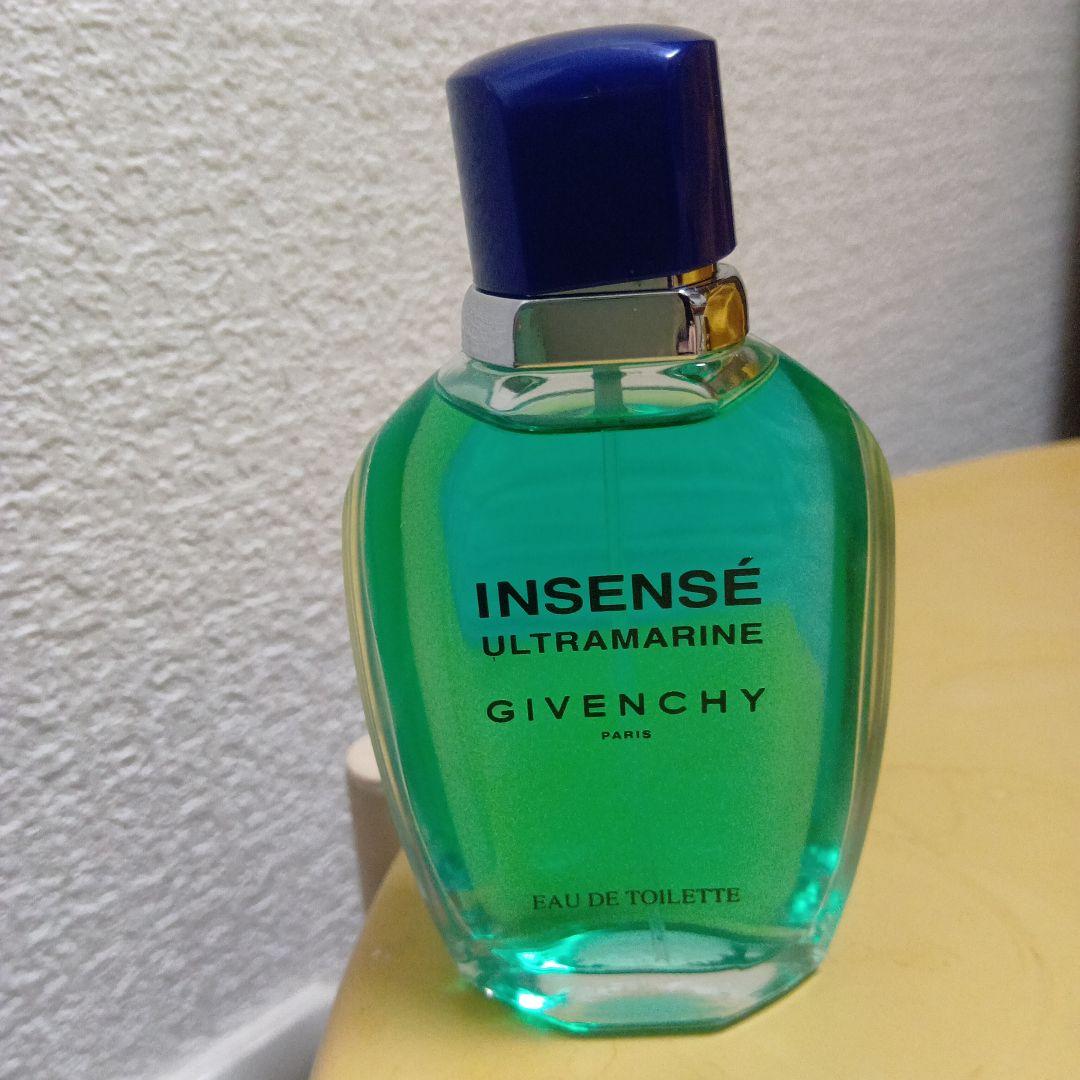 INSENSÉ
ULTRAMARINE
GIVENCHY
PARIS
EAU DE TOILETTE